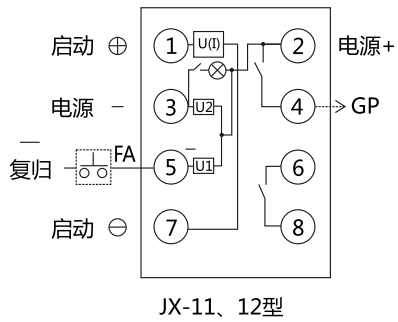 启动 ⊕ 1 U(I) 2 电源+
电源 － 3 U2 4 GP
复归 FA 5 U1 6
启动 ⊖ 7 8
JX-11、12型